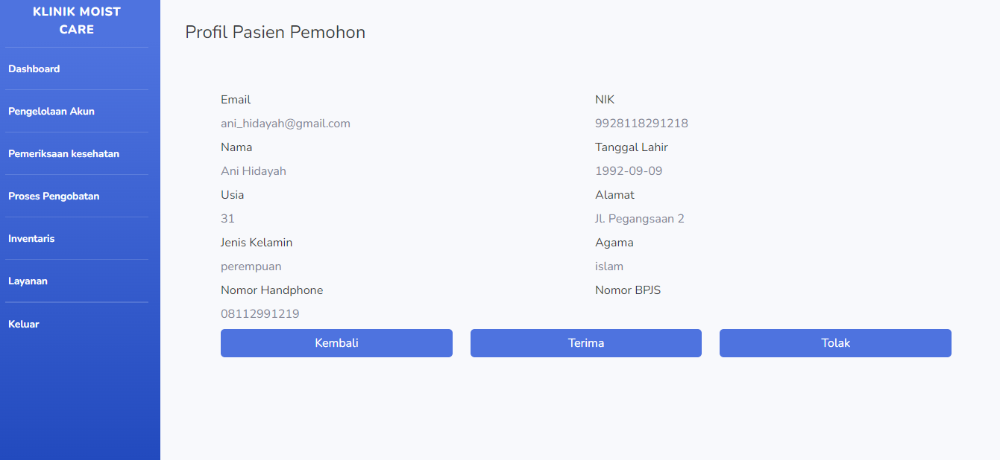 KLINIK MOIST
CARE
Dashboard
Pengelolaan Akun
Pemeriksaan kesehatan
Proses Pengobatan
Inventaris
Layanan
Keluar
Profil Pasien Pemohon
Email
ani_hidayah@gmail.com
Nama
Ani Hidayah
Usia
31
Jenis Kelamin
perempuan
Nomor Handphone
08112991219
NIK
9928118291218
Tanggal Lahir
1992-09-09
Alamat
Jl. Pegangsaan 2
Agama
islam
Nomor BPJS
Kembali
Terima
Tolak